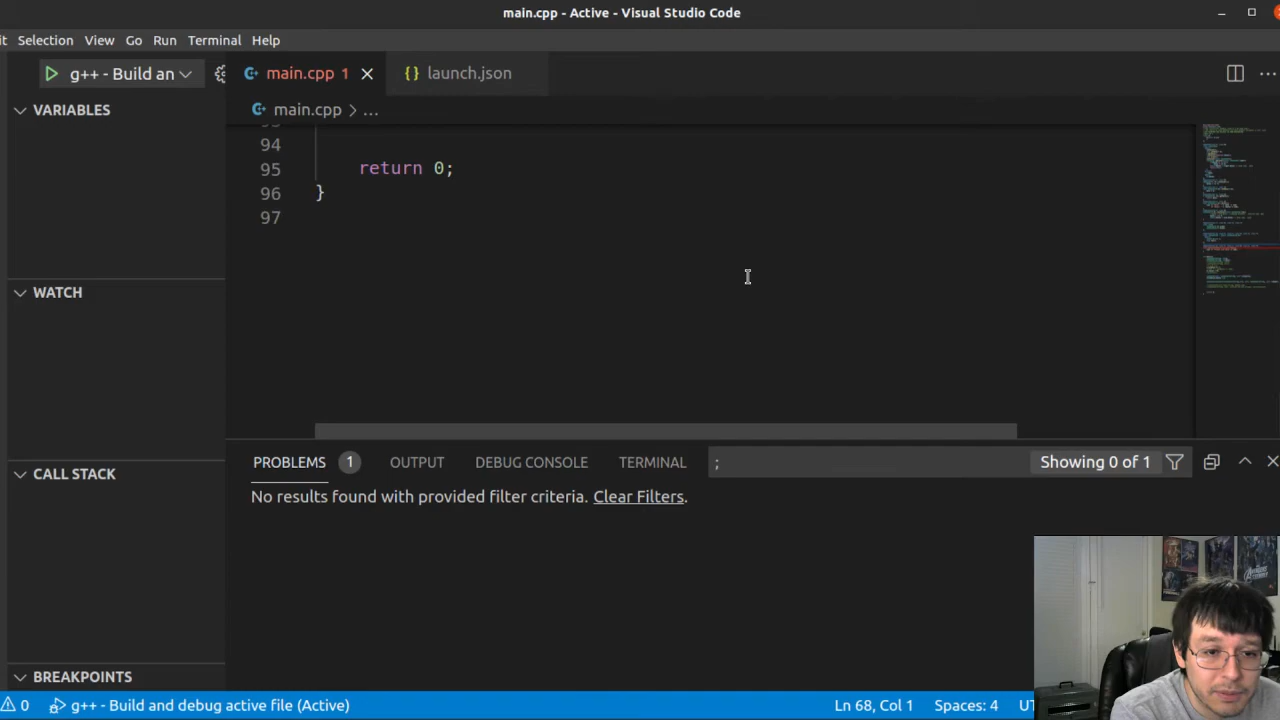 main.cpp - Active - Visual Studio Code
it Selection View Go Run Terminal Help
g++ - Build an
main.cpp 1
{} launch.json
VARIABLES
main.cpp > ...
94
95 return 0;
96 }
97
WATCH
CALL STACK
BREAKPOINTS
PROBLEMS 1 OUTPUT DEBUG CONSOLE TERMINAL ; Showing 0 of 1
No results found with provided filter criteria. Clear Filters.
0 g++ - Build and debug active file (Active) Ln 68, Col 1 Spaces: 4 UT